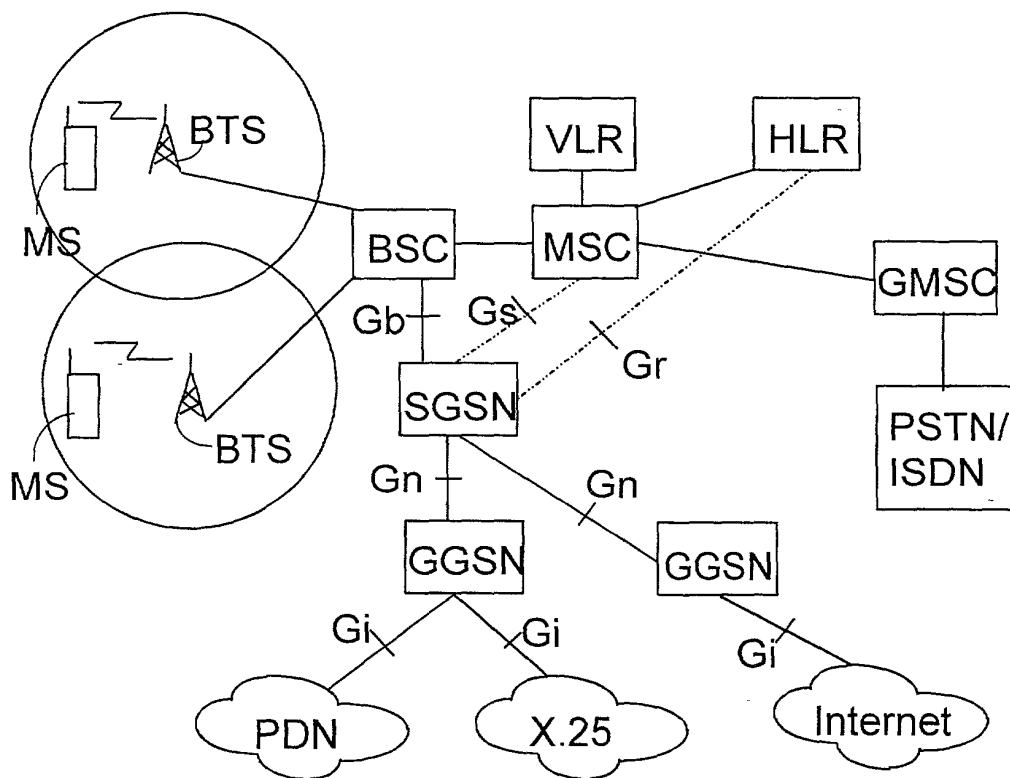 BTS
VLR
HLR
MS
BSC
MSC
GMSC
Gb
Gs
Gr
SGSN
PSTN/
ISDN
BTS
MS
Gn
Gn
GGSN
GGSN
Gi
Gi
Gi
PDN
X.25
Internet